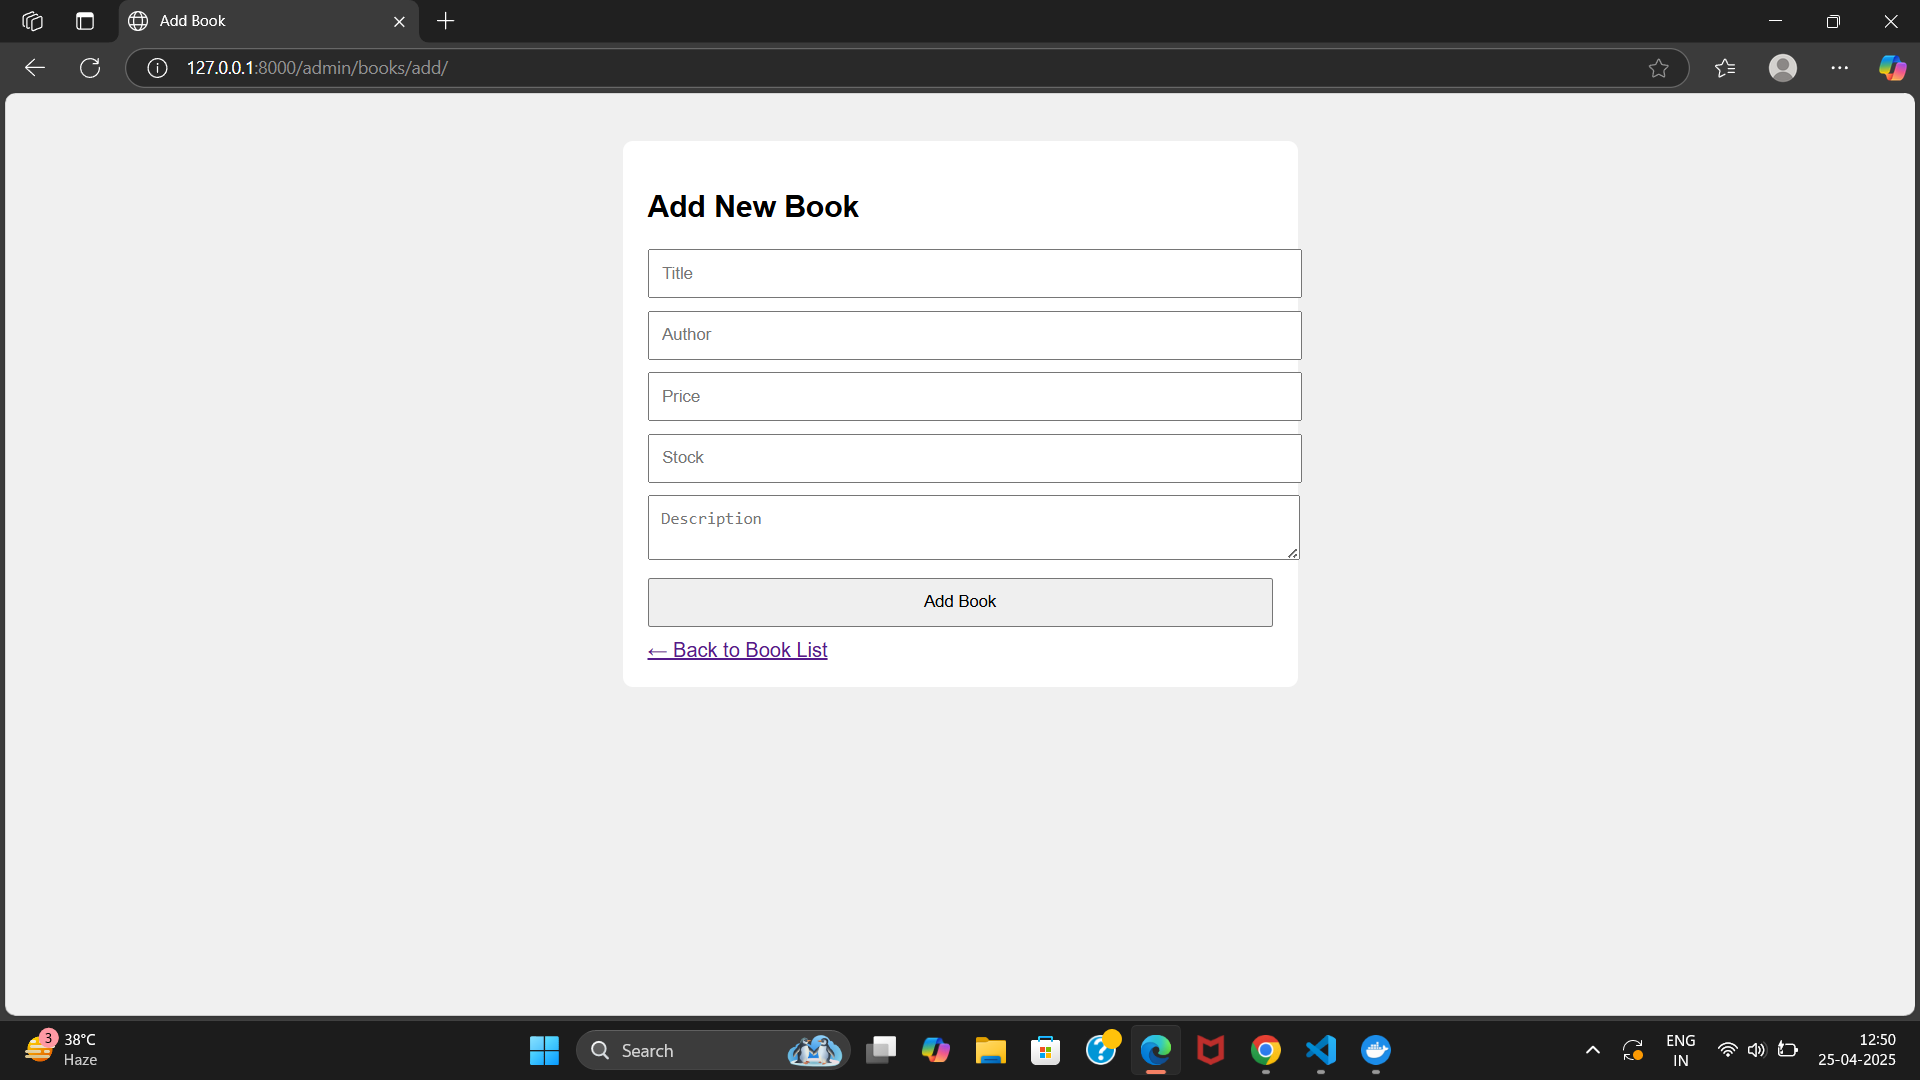 Add Book
127.0.0.1:8000/admin/books/add/
Add New Book
Title
Author
Price
Stock
Description
Add Book
← Back to Book List
3
38°C
Haze
Search
ENG
IN
12:50
25-04-2025